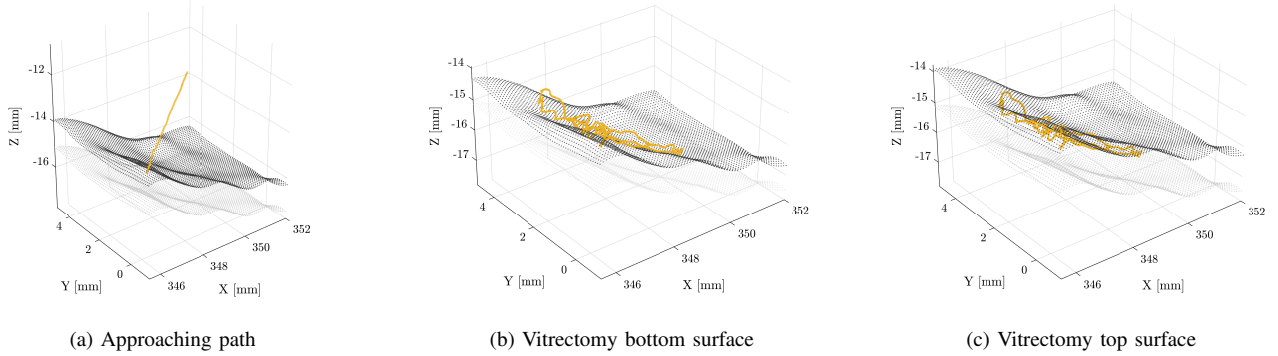 -12
-14
-16
Z [mm]
4
2
0
Y [mm]
346
348
350
352
X [mm]
(a) Approaching path
-14
-15
-16
-17
Z [mm]
4
2
0
Y [mm]
346
348
350
352
X [mm]
(b) Vitrectomy bottom surface
-14
-15
-16
-17
Z [mm]
4
2
0
Y [mm]
346
348
350
352
X [mm]
(c) Vitrectomy top surface